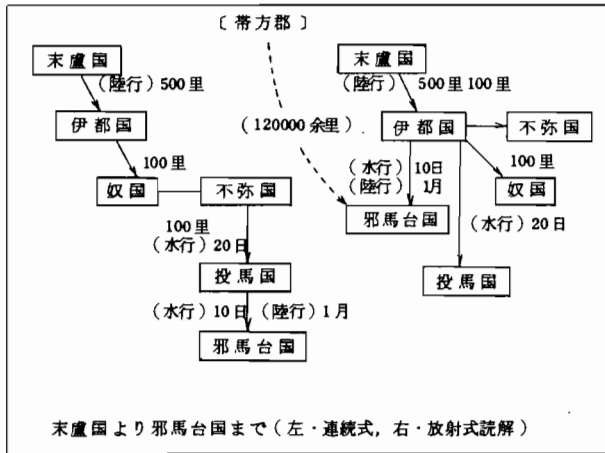 〔帯方郡〕
末盧国
(陸行)500里
伊都国
100里
奴国
不弥国
100里
(水行)20日
投馬国
(水行)10日 (陸行)1月
邪馬台国
(120000余里)
末盧国
(陸行) 500里 100里
伊都国
不弥国
100里
奴国
(水行) 10日
(陸行) 1月
邪馬台国
(水行)20日
投馬国
末盧国より邪馬台国まで(左・連続式，右・放射式読解)